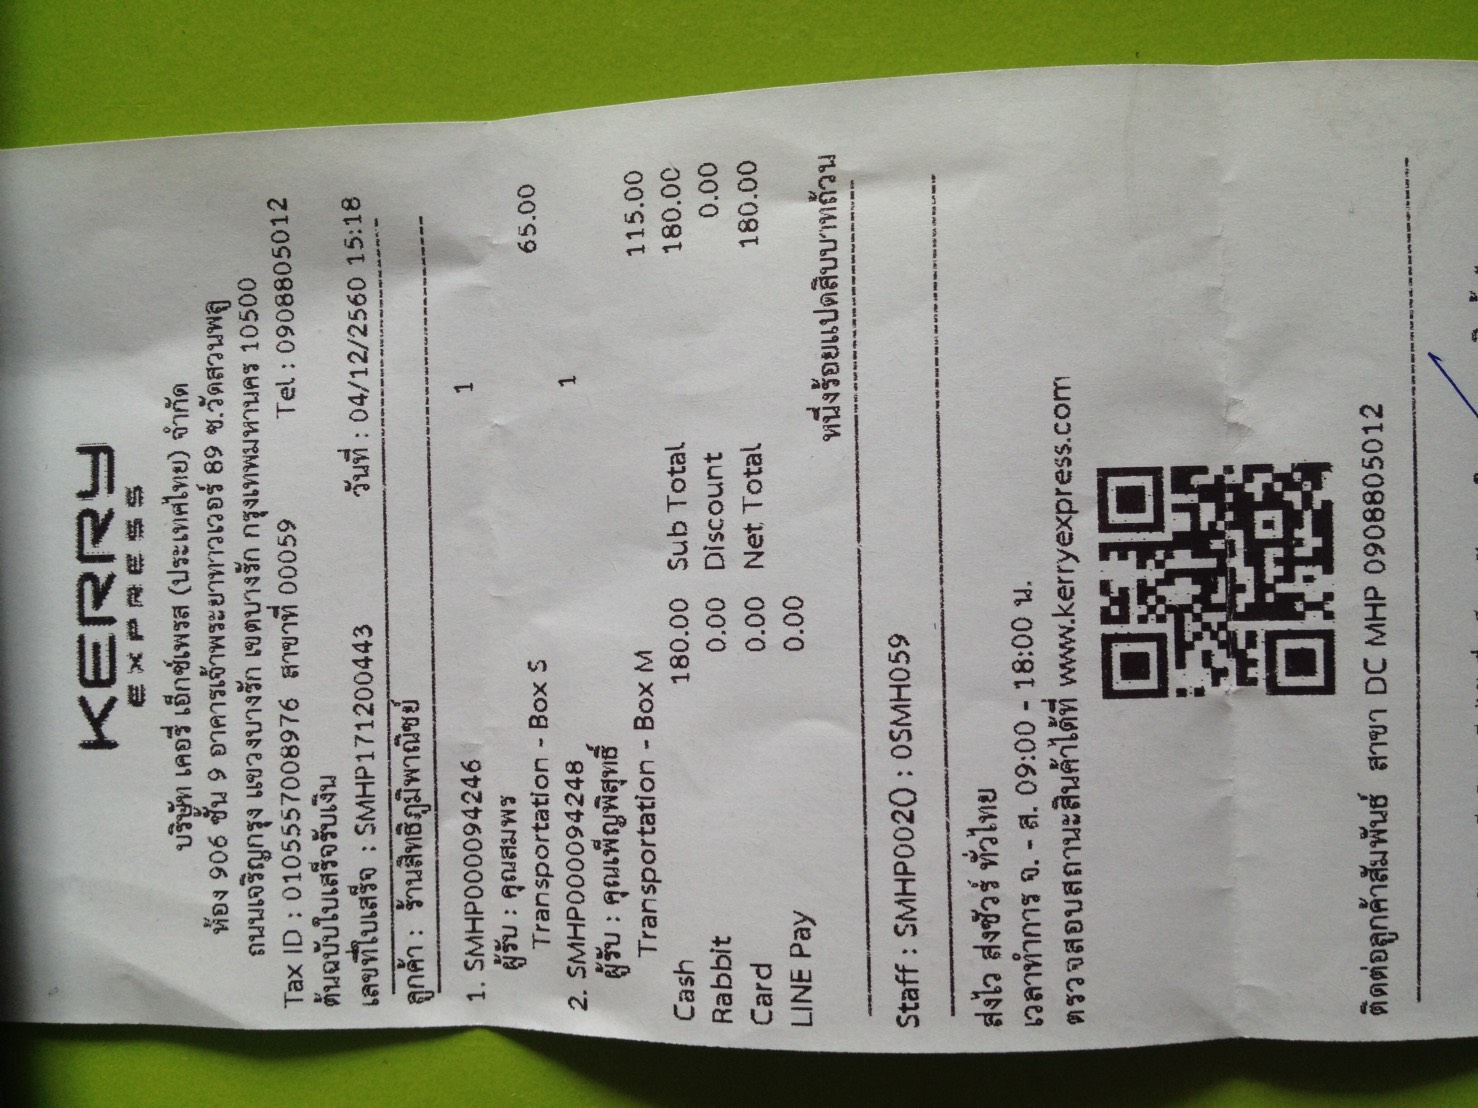 KERRY
EXPRESS
บริษัท เคอรี่ เอ็กซ์เพรส (ประเทศไทย) จำกัด
ห้อง 906 ชั้น 9 อาคารเจ้าพระยาทาวเวอร์ 89 ซ.วัดสวนพลู
ถนนเจริญกรุง แขวงบางรัก เขตบางรัก กรุงเทพมหานคร 10500
Tax ID : 0105557008976 สาขาที่ 00059 Tel : 0908805012
ต้นฉบับใบเสร็จรับเงิน
เลขที่ใบเสร็จ : SMHP171200443 วันที่ : 04/12/2560 15:18
ลูกค้า : ร้านสิทธิภูมิพาณิชย์
1. SMHP000094246 1
ผู้รับ : คุณสมพร
Transportation - Box S 65.00
2. SMHP000094248 1
ผู้รับ : คุณเพ็ญพิสุทธิ์
Transportation - Box M 115.00
Cash 180.00 Sub Total 180.00
Rabbit 0.00 Discount 0.00
Card 0.00 Net Total 180.00
LINE Pay 0.00
หนึ่งร้อยแปดสิบบาทถ้วน
Staff : SMHP002O : 0SMH059
ส่งไว ส่งชัวร์ ทั่วไทย
เวลาทำการ จ. - ส. 09:00 - 18:00 น.
ตรวจสอบสถานะสินค้าได้ที่ www.kerryexpress.com
ติดต่อลูกค้าสัมพันธ์ สาขา DC MHP 0908805012